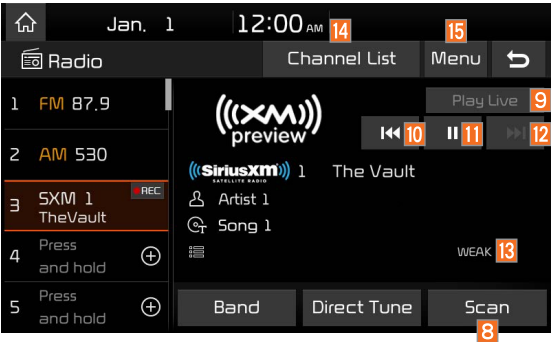 Jan. 1 12:00 AM 14 15
Radio Channel List Menu
1 FM 87.9
((XM))
preview
Play Live 9
10 11 12
2 AM 530
((SiriusXM)) 1 The Vault
SATELLITE RADIO
3 SXM 1 REC
TheVault
Artist 1
Song 1
4 Press
and hold
WEAK 13
5 Press
and hold
Band Direct Tune Scan
8